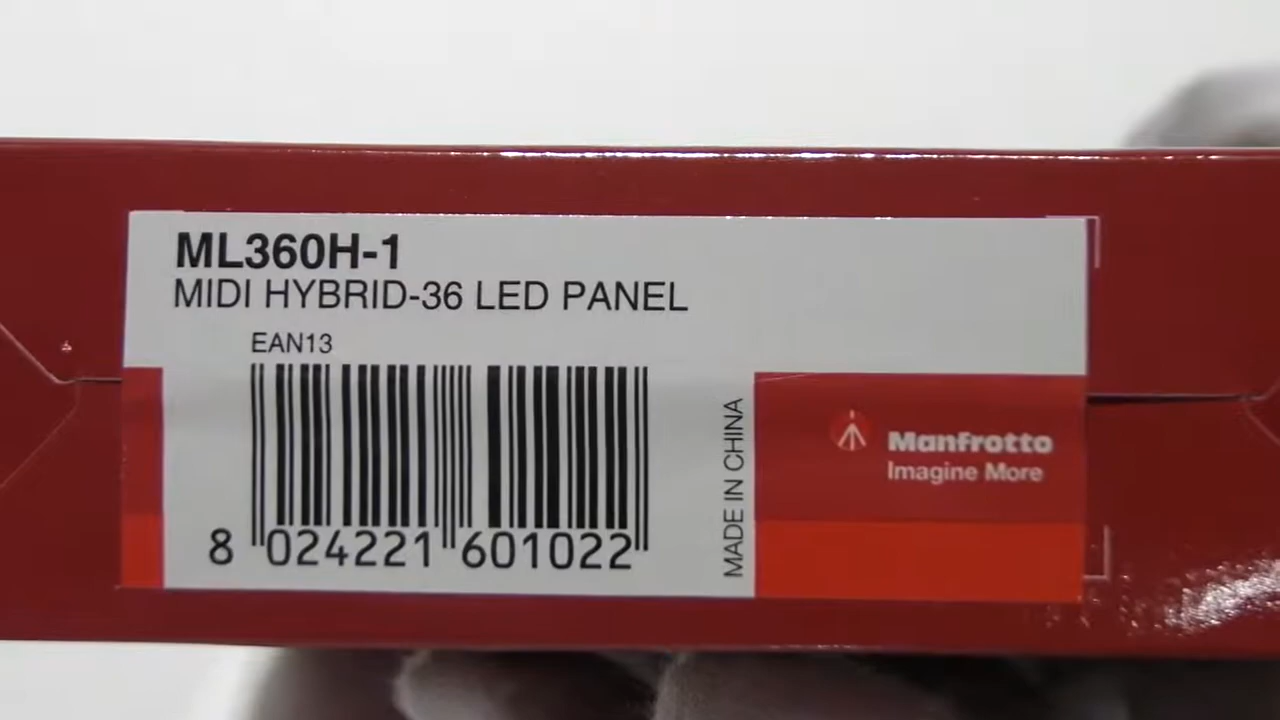 ML360H-1
MIDI HYBRID-36 LED PANEL
EAN13
8 024221 601022
MADE IN CHINA
Manfrotto
Imagine More